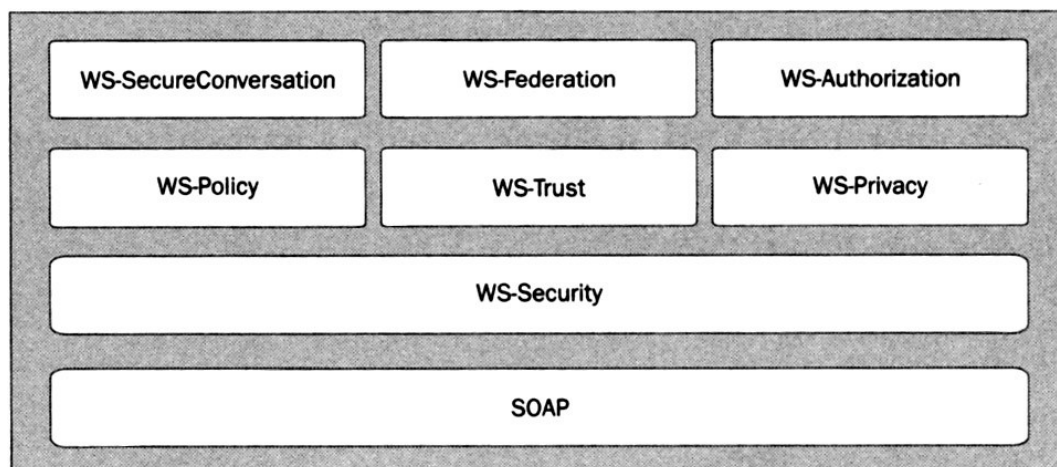 WS-SecureConversation
WS-Federation
WS-Authorization
WS-Policy
WS-Trust
WS-Privacy
WS-Security
SOAP